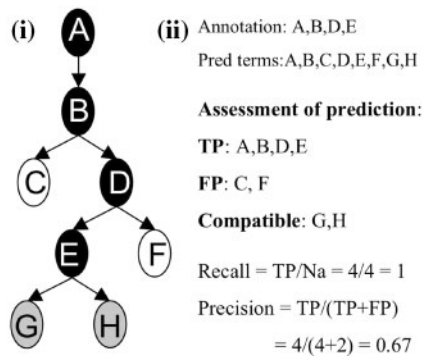 (i)
A
B
C
D
E
F
G
H
(ii)
Annotation: A,B,D,E
Pred terms:A,B,C,D,E,F,G,H
Assessment of prediction:
TP: A,B,D,E
FP: C, F
Compatible: G,H
Recall = TP/Na = 4/4 = 1
Precision = TP/(TP+FP)
= 4/(4+2) = 0.67